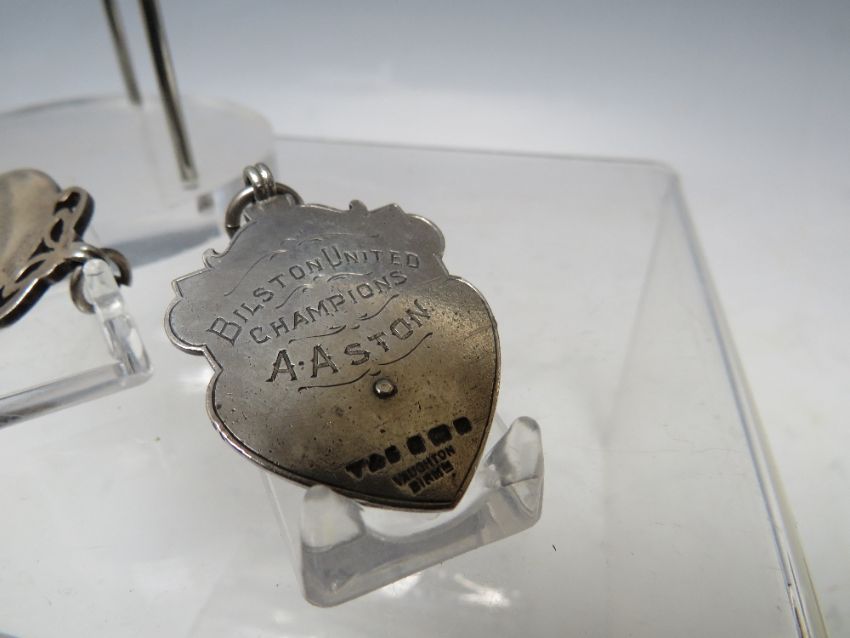 BILSTON UNITED
CHAMPIONS
A. ASTON
VAUGHTON
BIRM